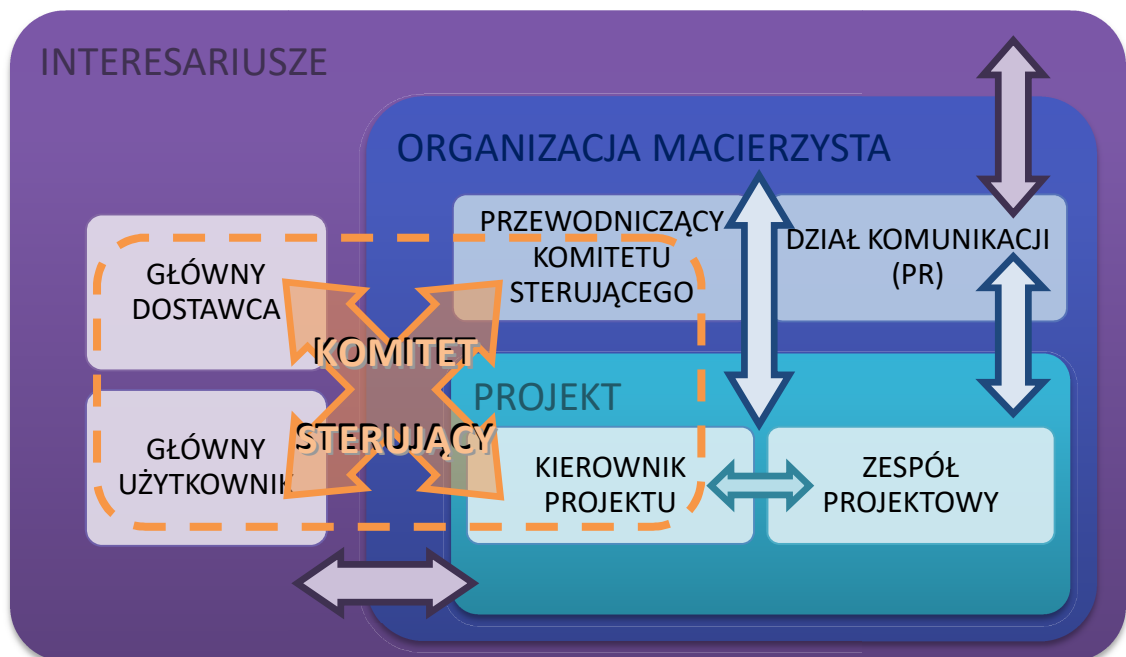 INTERESARIUSZE
ORGANIZACJA MACIERZYSTA
PRZEWODNICZĄCY
KOMITETU
STERUJĄCEGO
DZIAŁ KOMUNIKACJI
(PR)
GŁÓWNY
DOSTAWCA
KOMITET
STERUJĄCY
GŁÓWNY
UŻYTKOWNIK
PROJEKT
KIEROWNIK
PROJEKTU
ZESPÓŁ
PROJEKTOWY